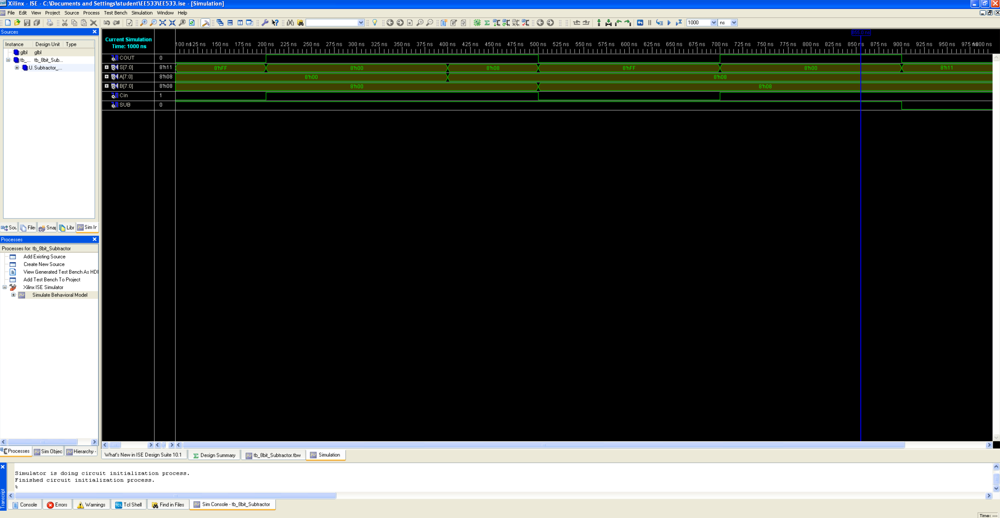 Xilinx - ISE - C:\Documents and Settings\student\EE533\EE533.ise - [Simulation]
File Edit View Project Source Process Test Bench Simulation Window Help
1000 ns
Sources
Instance Design Unit Type
glbl glbl
tb_... tb_8bit_Sub...
U. Subtractor_...
Sou File: Snap Libr Sim Ir
Processes
Processes for: tb_8bit_Subtractor
Add Existing Source
Create New Source
View Generated Test Bench As HDI
Add Test Bench To Project
Xilinx ISE Simulator
Simulate Behavioral Model
Processes Sim Objec Hierarchy -
855.0 ns
Current Simulation
Time: 1000 ns
100 ns 125 ns 150 ns 175 ns 200 ns 225 ns 250 ns 275 ns 300 ns 325 ns 350 ns 375 ns 400 ns 425 ns 450 ns 475 ns 500 ns 525 ns 550 ns 575 ns 600 ns 625 ns 650 ns 675 ns 700 ns 725 ns 750 ns 775 ns 800 ns 825 ns 850 ns 875 ns 900 ns 925 ns 950 ns 975 ns 1000 ns
COUT 0
S[7:0] 8'h11 8'hFF 8'h00 8'h08 8'hFF 8'h00 8'h11
A[7:0] 8'h08 8'h00 8'h08
B[7:0] 8'h08 8'h00 8'h08
Cin 1
SUB 0
What's New in ISE Design Suite 10.1 Design Summary tb_8bit_Subtractor.tbw Simulation
Transcript
Simulator is doing circuit initialization process.
Finished circuit initialization process.
%
Console Errors Warnings Tcl Shell Find in Files Sim Console - tb_8bit_Subtractor
Time: ---